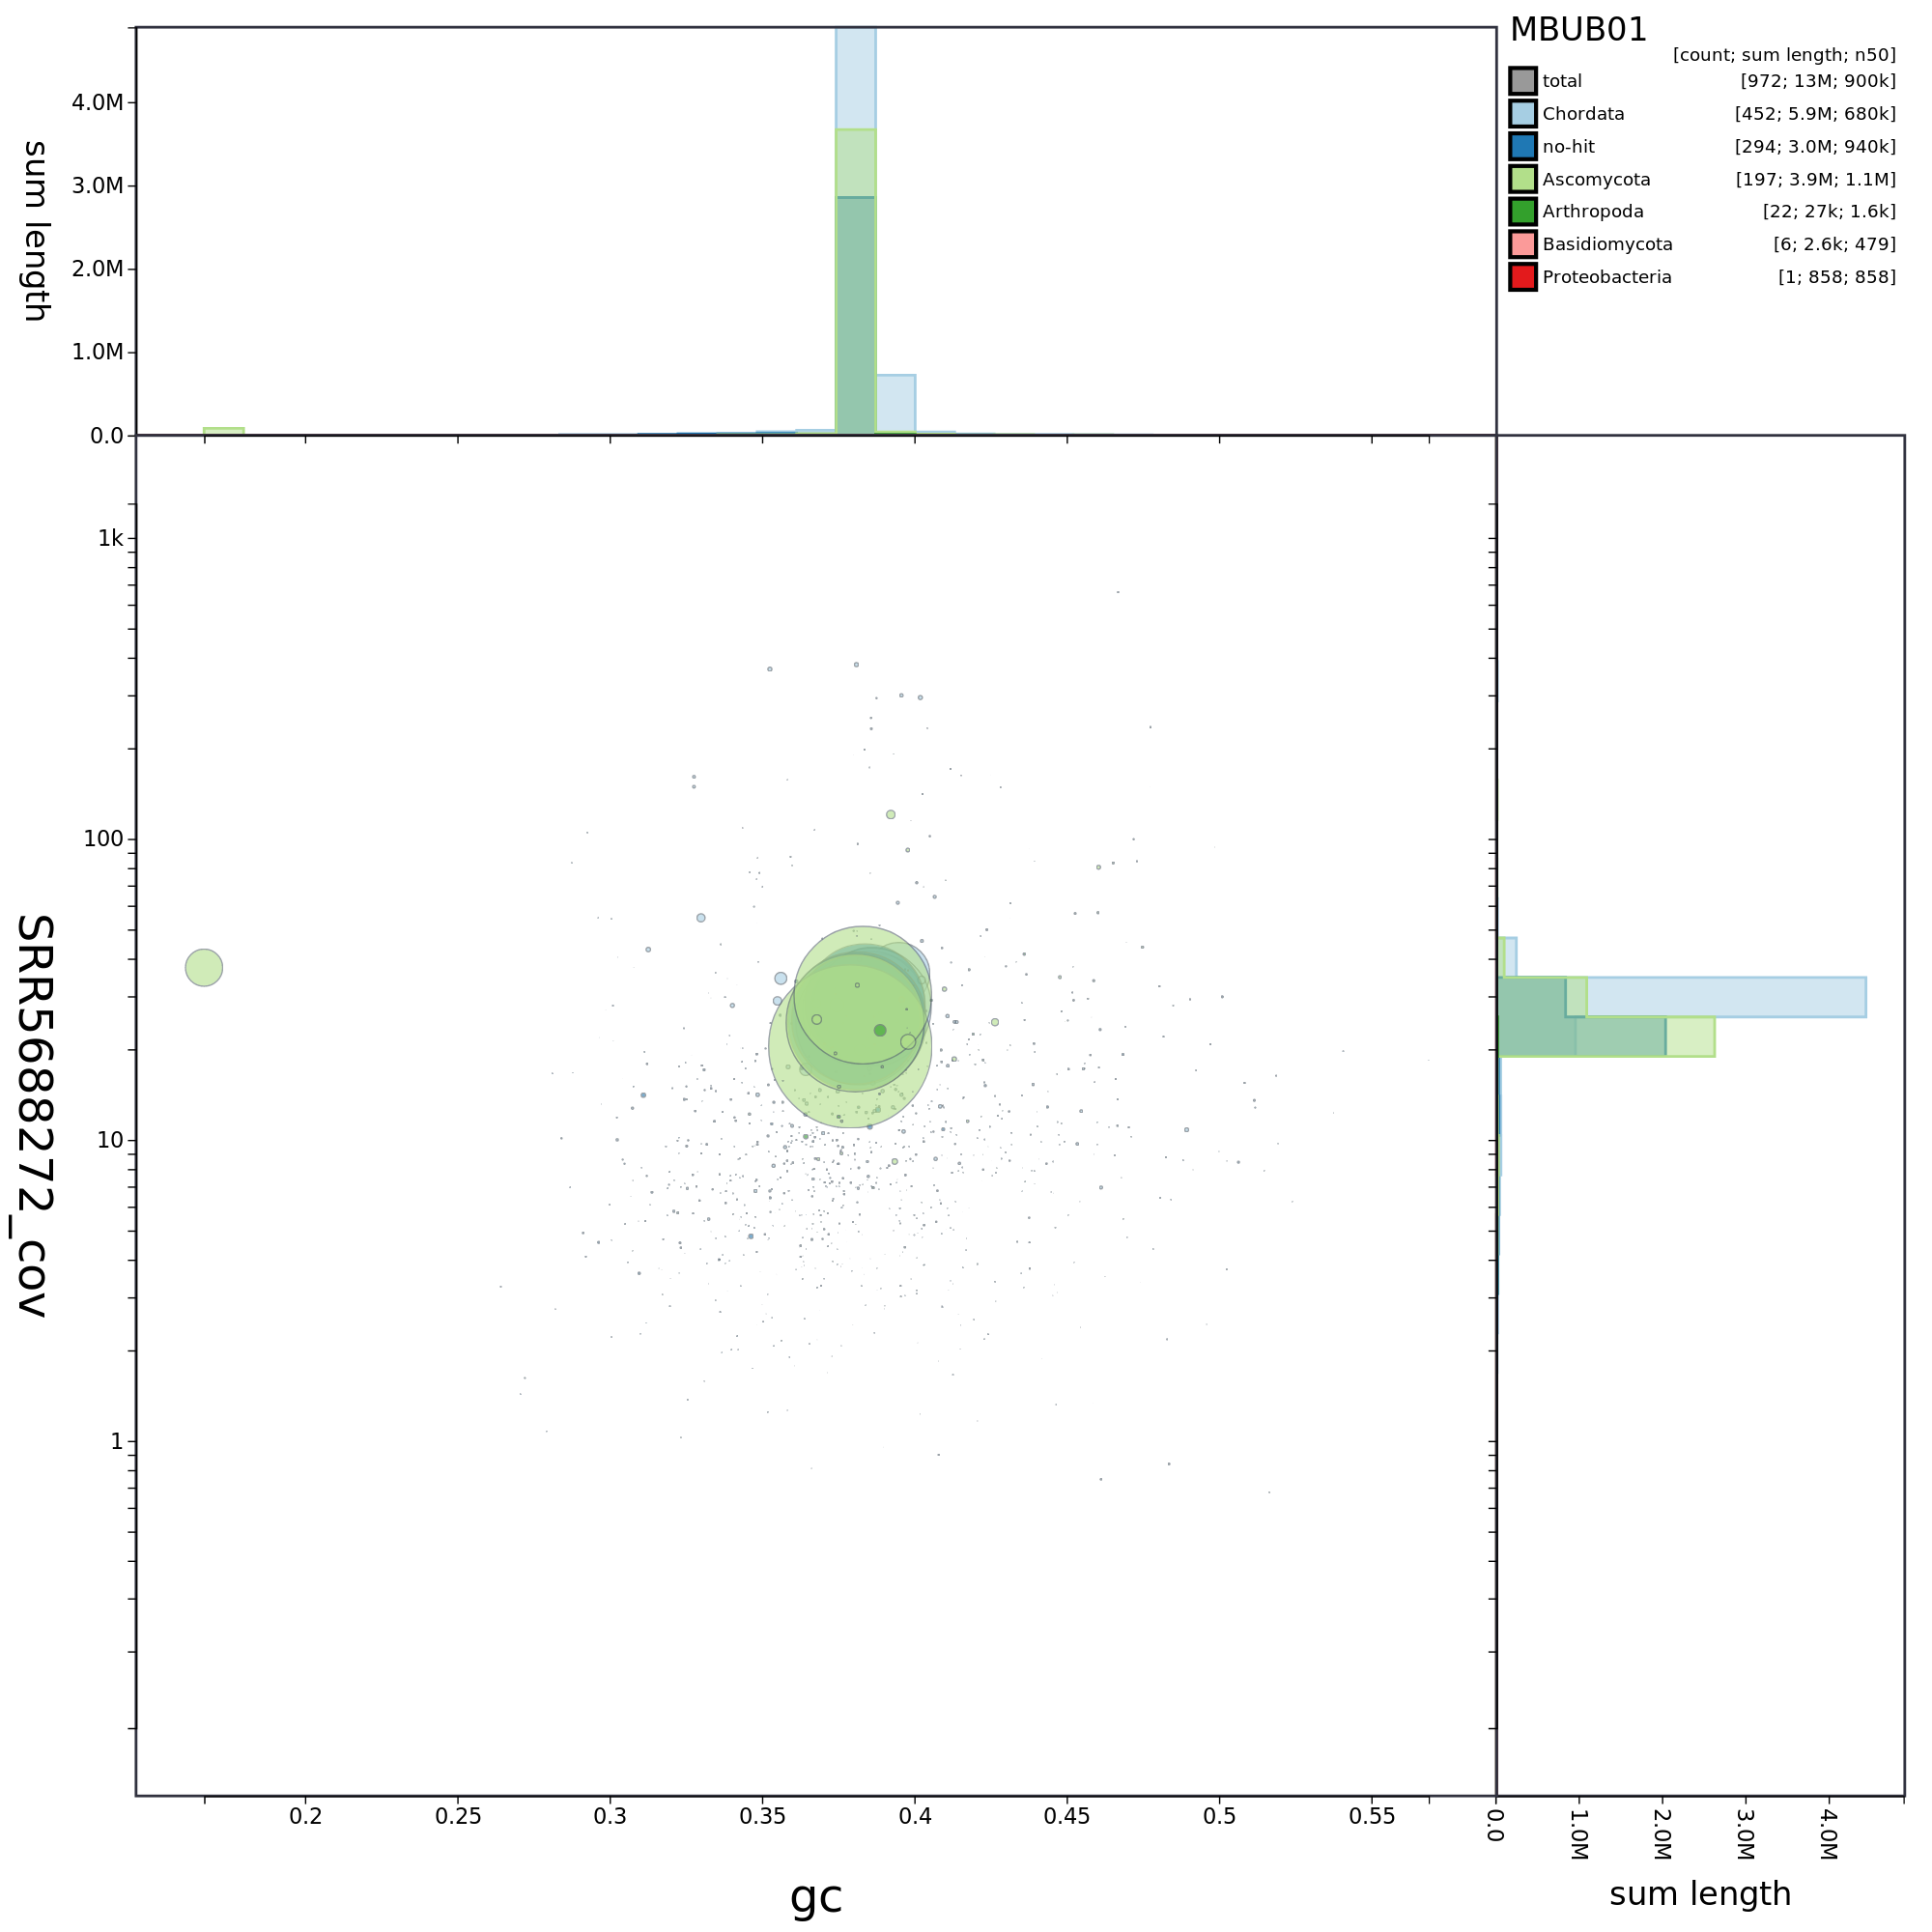 MBUB01
[count; sum length; n50]
total [972; 13M; 900k]
Chordata [452; 5.9M; 680k]
no-hit [294; 3.0M; 940k]
Ascomycota [197; 3.9M; 1.1M]
Arthropoda [22; 27k; 1.6k]
Basidiomycota [6; 2.6k; 479]
Proteobacteria [1; 858; 858]
sum length
4.0M
3.0M
2.0M
1.0M
0.0
SRR5688272_cov
1k
100
10
1
0.2 0.25 0.3 0.35 0.4 0.45 0.5 0.55
gc
0.0 1.0M 2.0M 3.0M 4.0M
sum length